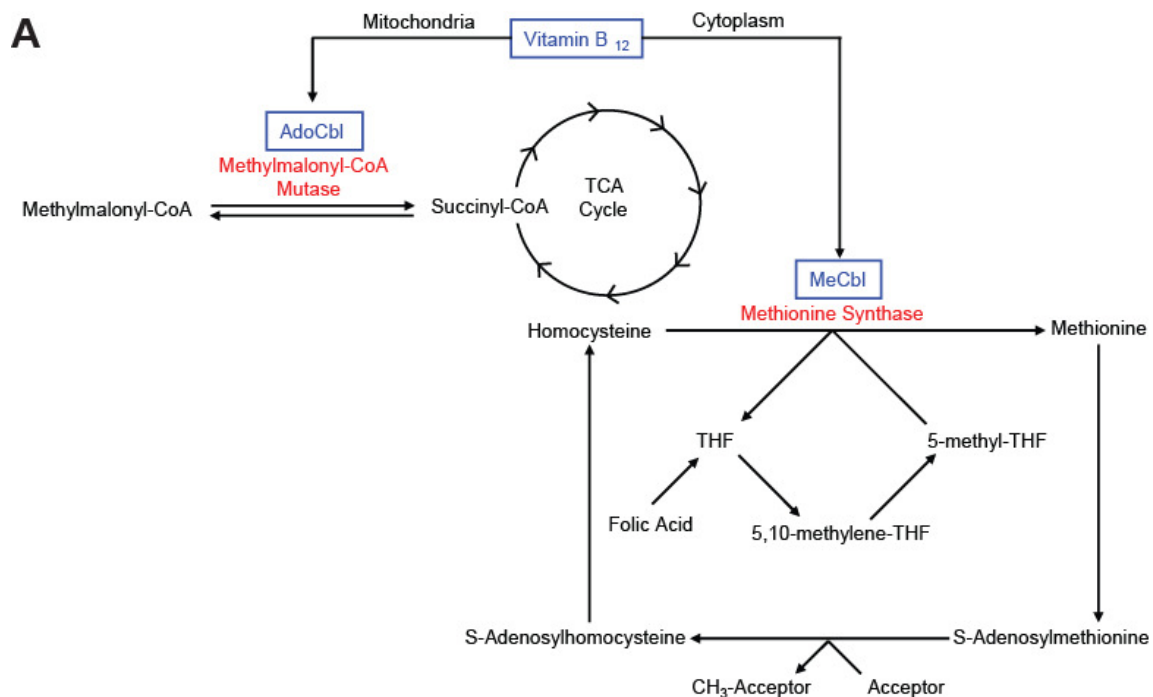 A
Mitochondria
Vitamin B 12
Cytoplasm
AdoCbl
Methylmalonyl-CoA
Mutase
Methylmalonyl-CoA
Succinyl-CoA
TCA
Cycle
MeCbl
Methionine Synthase
Homocysteine
Methionine
THF
5-methyl-THF
Folic Acid
5,10-methylene-THF
S-Adenosylhomocysteine
S-Adenosylmethionine
CH3-Acceptor
Acceptor